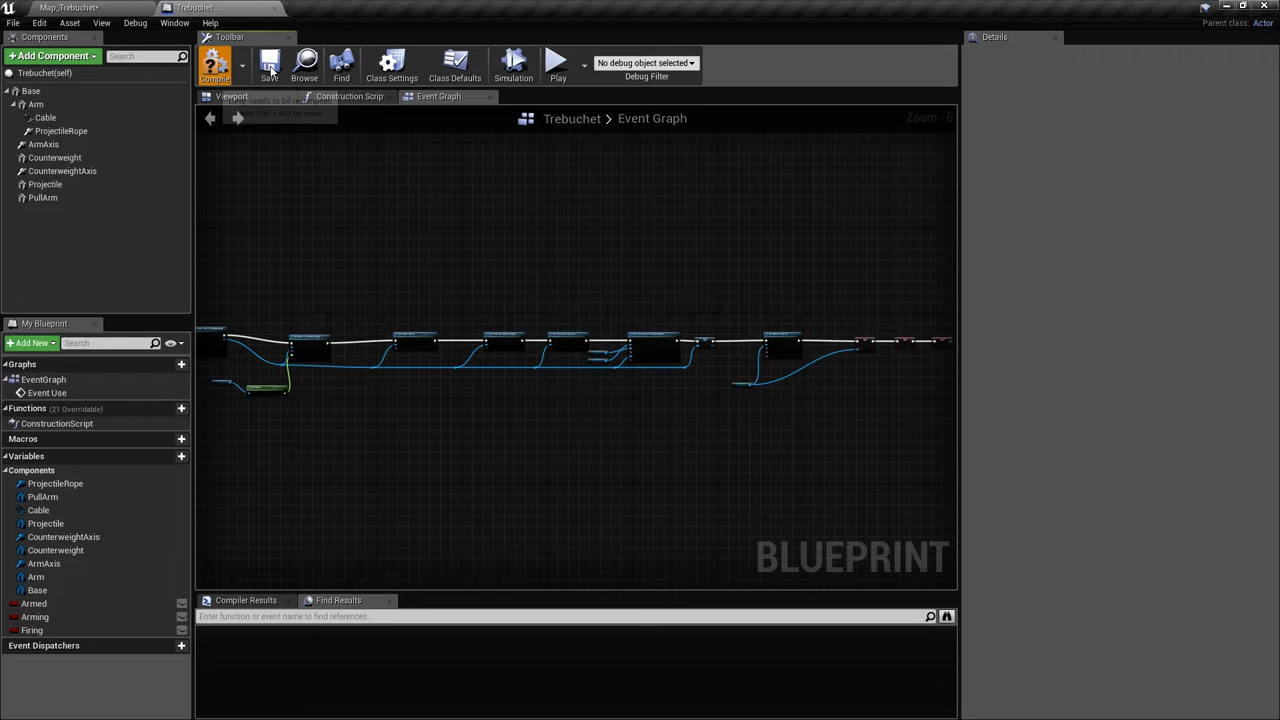 Map_Trebuchet*
Trebuchet
File Edit Asset View Debug Window Help
Parent class: Actor
Components
Toolbar
Details
+Add Component
Search
Trebuchet(self)
Compile
Save
Browse
Find
Class Settings
Class Defaults
Simulation
Play
No debug object selected
Debug Filter
Viewport
Construction Scrip
Event Graph
Trebuchet > Event Graph
Zoom -6
Base
Arm
Cable
ProjectileRope
ArmAxis
Counterweight
CounterweightAxis
Projectile
PullArm
My Blueprint
+Add New
Search
Graphs
EventGraph
Event Use
Functions (21 Overridable)
ConstructionScript
Macros
Variables
Components
ProjectileRope
PullArm
Cable
Projectile
CounterweightAxis
Counterweight
ArmAxis
Arm
Base
Armed
Arming
Firing
Event Dispatchers
BLUEPRINT
Compiler Results
Find Results
Enter function or event name to find references...